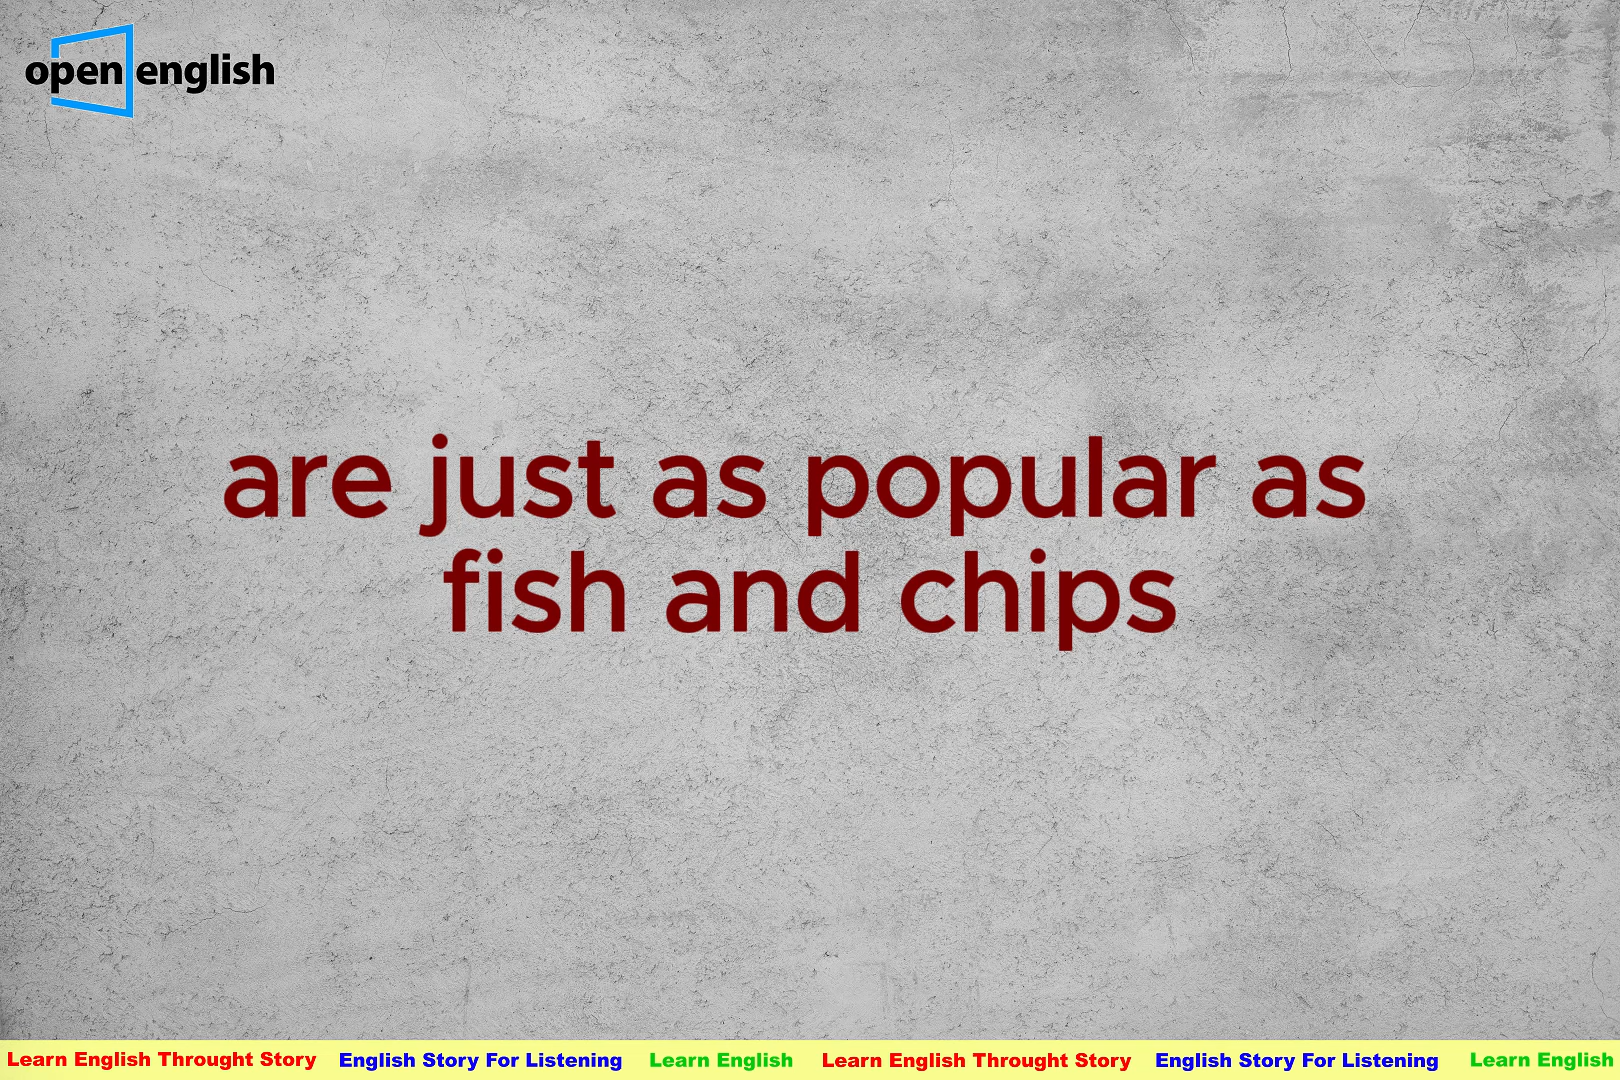 open english
are just as popular as
fish and chips
Learn English Throught Story English Story For Listening Learn English Learn English Throught Story English Story For Listening Learn English